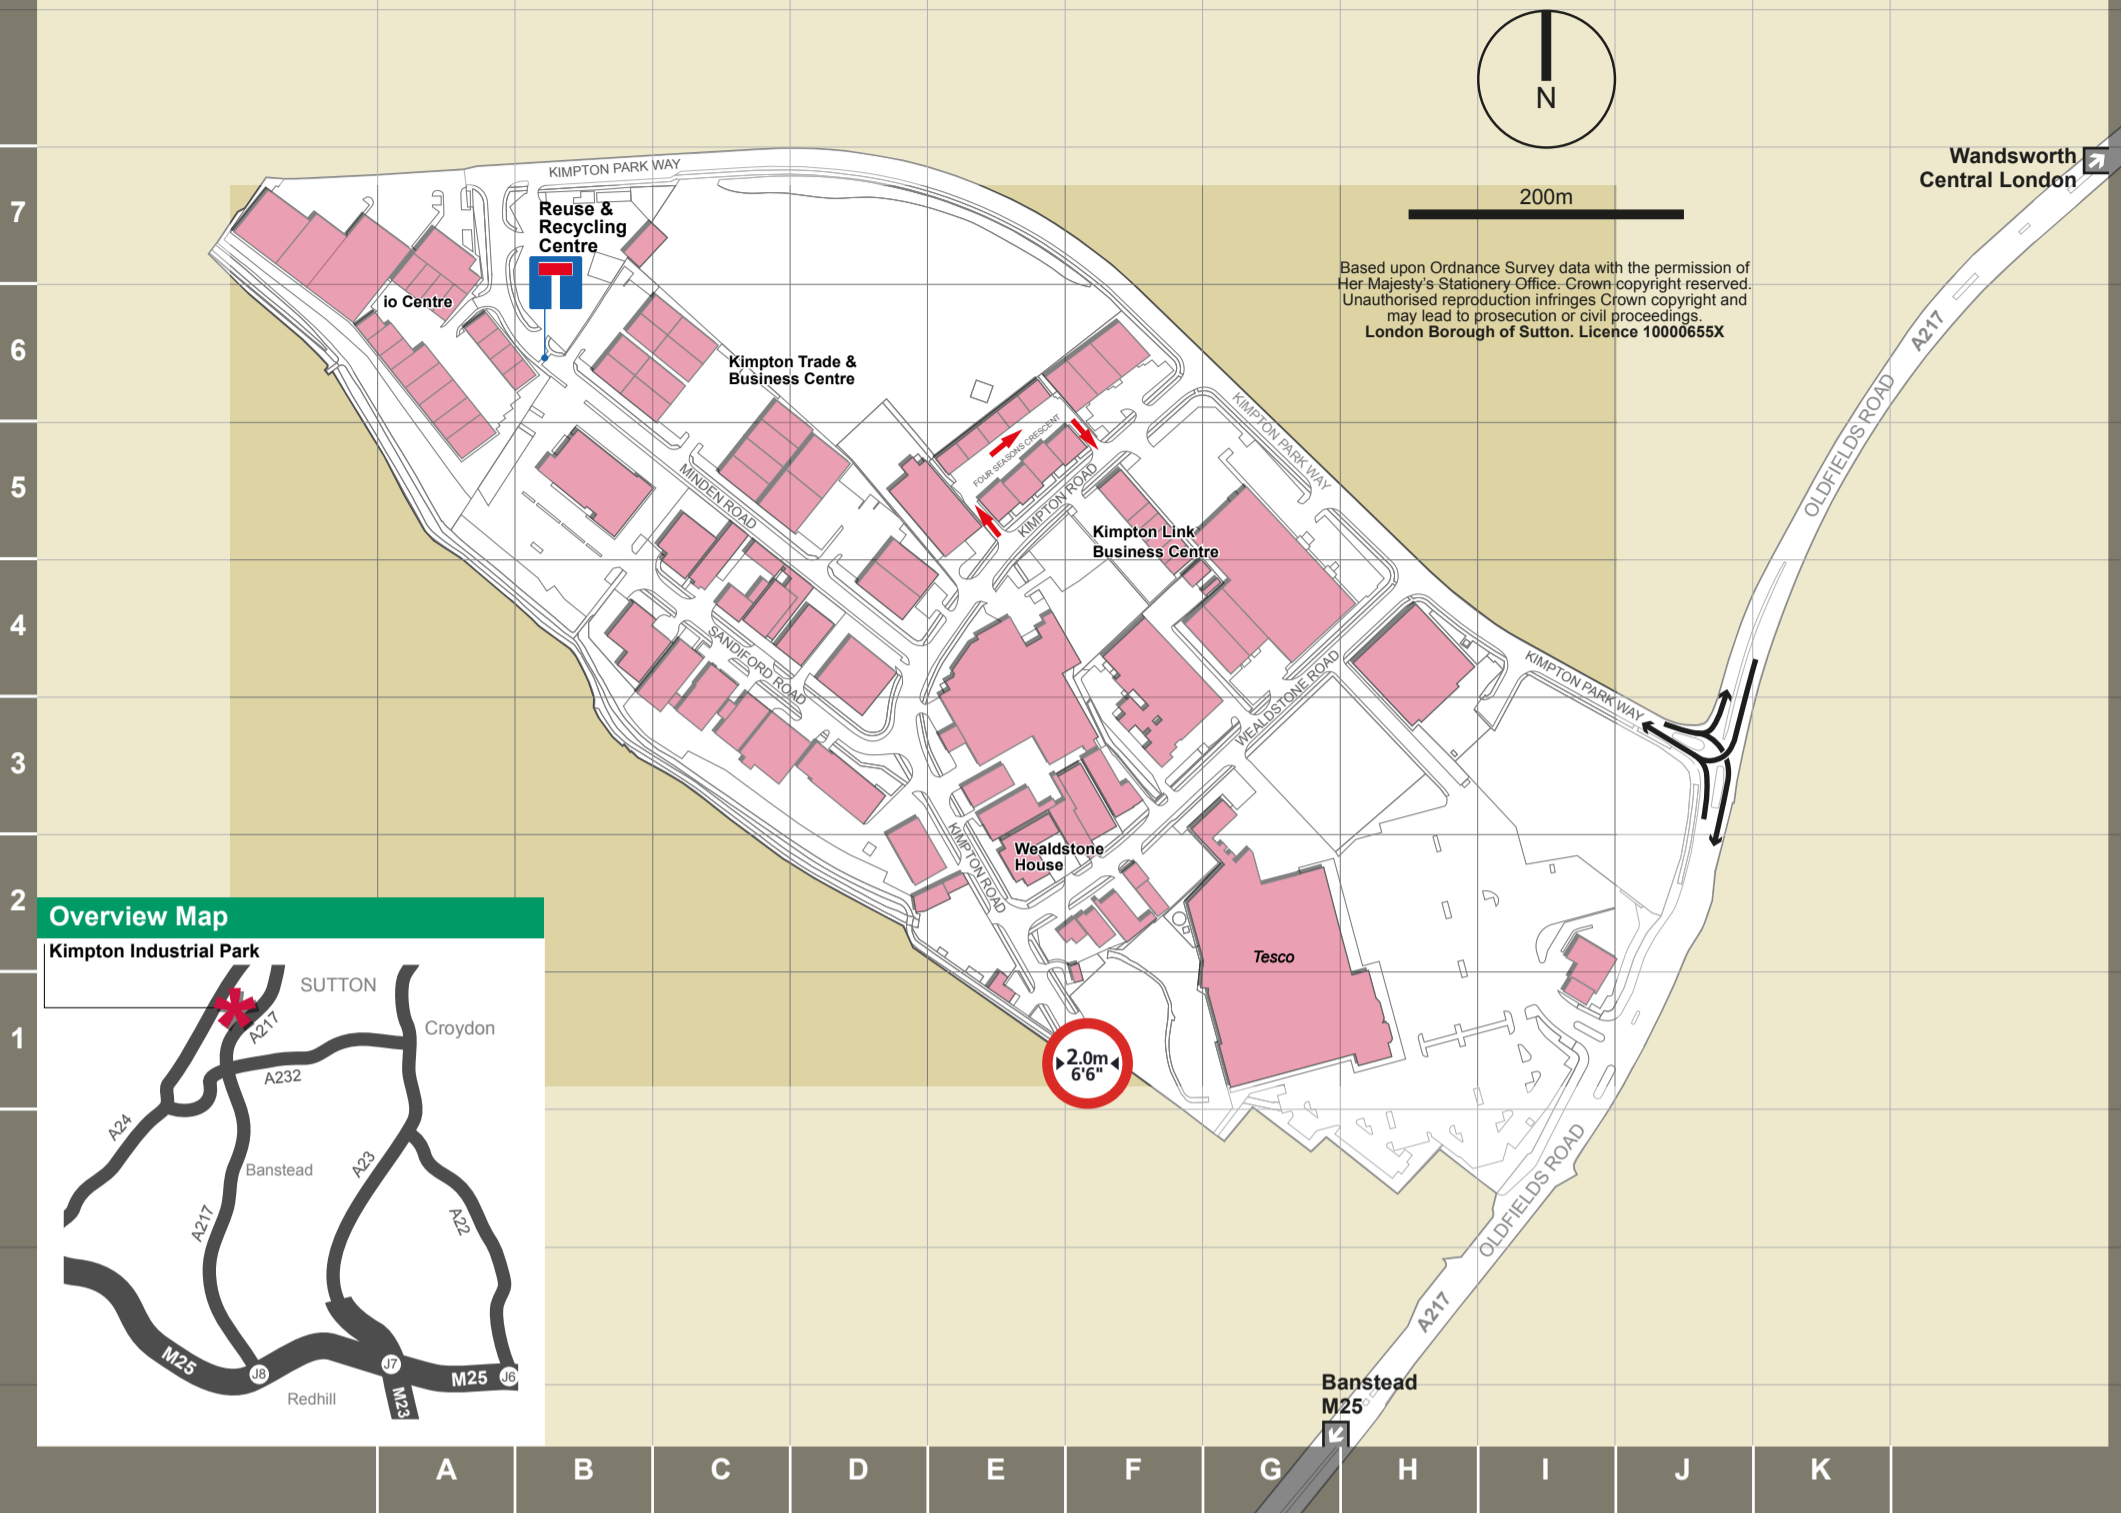 N
200m
Wandsworth
Central London
Based upon Ordnance Survey data with the permission of
Her Majesty's Stationery Office. Crown copyright reserved.
Unauthorised reproduction infringes Crown copyright and
may lead to prosecution or civil proceedings.
London Borough of Sutton. Licence 10000655X
7
6
5
4
3
2
1
KIMPTON PARK WAY
Reuse &
Recycling
Centre
io Centre
Kimpton Trade &
Business Centre
FOUR SEASONS CRESCENT
KIMPTON ROAD
KIMPTON PARK WAY
MINDEN ROAD
Kimpton Link
Business Centre
SANDIFORD ROAD
WEALDSTONE ROAD
KIMPTON PARK WAY
A217
OLDFIELDS ROAD
KIMPTON ROAD
Wealdstone
House
Tesco
2.0m
6'6"
OLDFIELDS ROAD
A217
Banstead
M25
Overview Map
Kimpton Industrial Park
SUTTON
A217
Croydon
A232
A24
A23
Banstead
A217
A22
M25
J8
J7
M25
J6
Redhill
M23
A
B
C
D
E
F
G
H
I
J
K